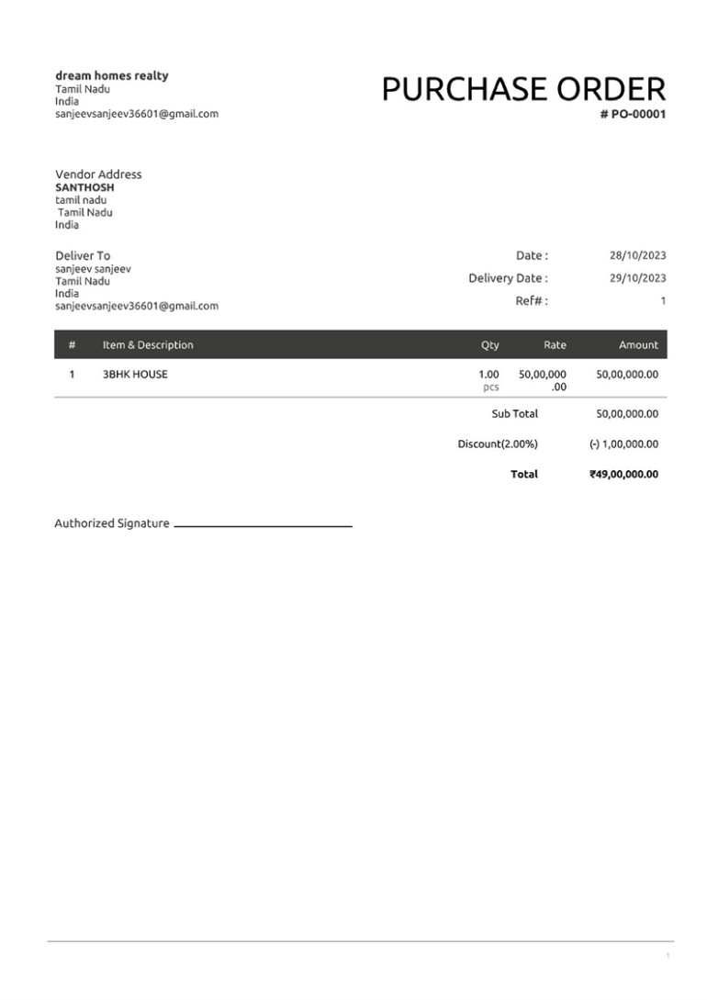 dream homes realty
Tamil Nadu
India
sanjeevsanjeev36601@gmail.com
PURCHASE ORDER
# PO-00001
Vendor Address
SANTHOSH
tamil nadu
Tamil Nadu
India
Deliver To
sanjeev sanjeev
Tamil Nadu
India
sanjeevsanjeev36601@gmail.com
Date : 28/10/2023
Delivery Date : 29/10/2023
Ref# : 1
# Item & Description Qty Rate Amount
1 3BHK HOUSE 1.00 50,00,000 50,00,000.00
pcs .00
Sub Total 50,00,000.00
Discount(2.00%) (-) 1,00,000.00
Total ₹49,00,000.00
Authorized Signature
1